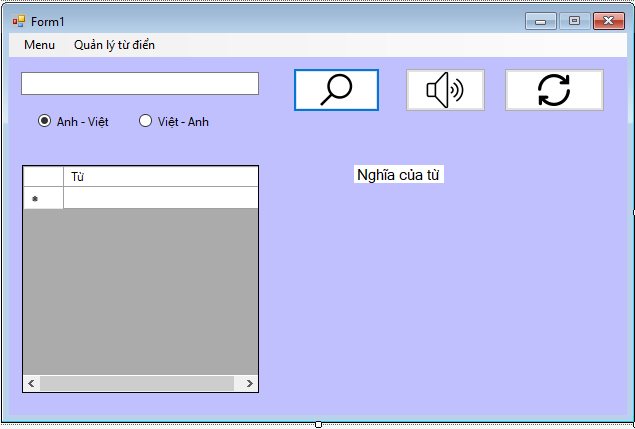 Form1
Menu Quản lý từ điển
Anh - Việt Việt - Anh
Từ
Nghĩa của từ